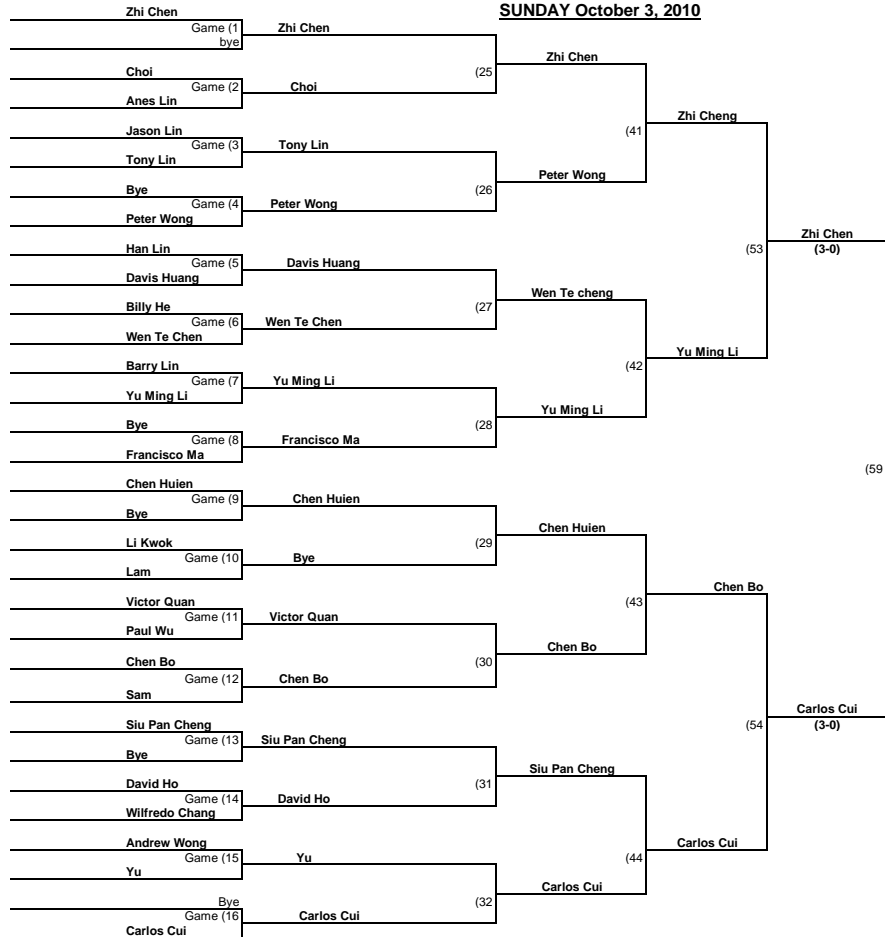 SUNDAY October 3, 2010
Zhi Chen
Game (1
bye
Zhi Chen
Choi
Game (2
Anes Lin
Choi
(25
Zhi Chen
Jason Lin
Game (3
Tony Lin
Tony Lin
Bye
Game (4
Peter Wong
Peter Wong
(26
Peter Wong
(41
Zhi Cheng
Han Lin
Game (5
Davis Huang
Davis Huang
Billy He
Game (6
Wen Te Chen
Wen Te Chen
(27
Wen Te cheng
Barry Lin
Game (7
Yu Ming Li
Yu Ming Li
Bye
Game (8
Francisco Ma
Francisco Ma
(28
Yu Ming Li
(42
Yu Ming Li
(53
Zhi Chen
(3-0)
(59
Chen Huien
Game (9
Bye
Chen Huien
Li Kwok
Game (10
Lam
Bye
(29
Chen Huien
Victor Quan
Game (11
Paul Wu
Victor Quan
Chen Bo
Game (12
Sam
Chen Bo
(30
Chen Bo
(43
Chen Bo
Siu Pan Cheng
Game (13
Bye
Siu Pan Cheng
David Ho
Game (14
Wilfredo Chang
David Ho
(31
Siu Pan Cheng
Andrew Wong
Game (15
Yu
Yu
Bye
Game (16
Carlos Cui
Carlos Cui
(32
Carlos Cui
(44
Carlos Cui
(54
Carlos Cui
(3-0)